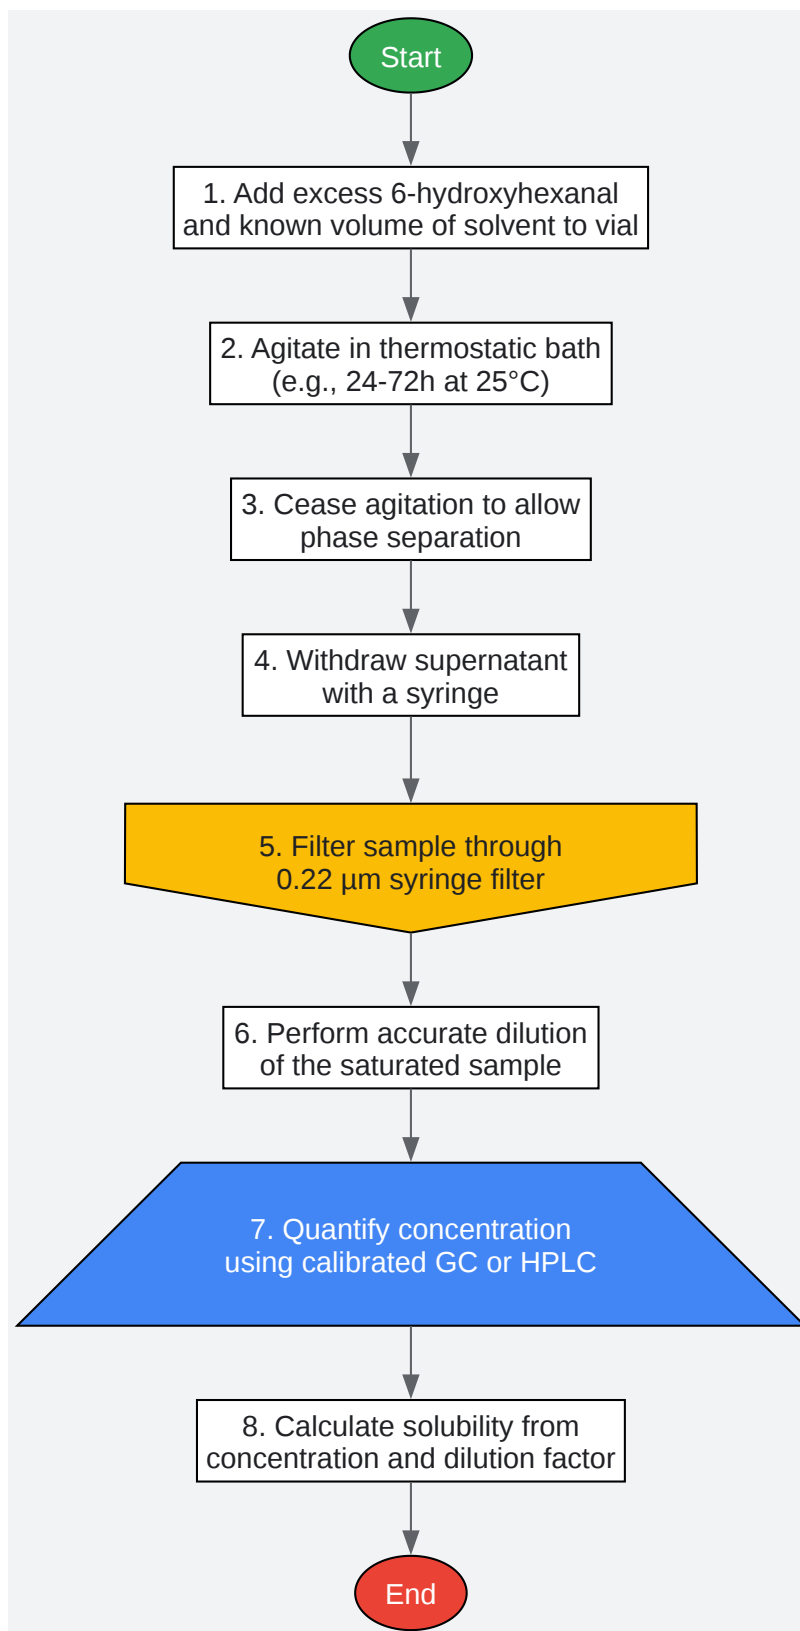 Start
1. Add excess 6-hydroxyhexanal
and known volume of solvent to vial
2. Agitate in thermostatic bath
(e.g., 24-72h at 25°C)
3. Cease agitation to allow
phase separation
4. Withdraw supernatant
with a syringe
5. Filter sample through
0.22 µm syringe filter
6. Perform accurate dilution
of the saturated sample
7. Quantify concentration
using calibrated GC or HPLC
8. Calculate solubility from
concentration and dilution factor
End